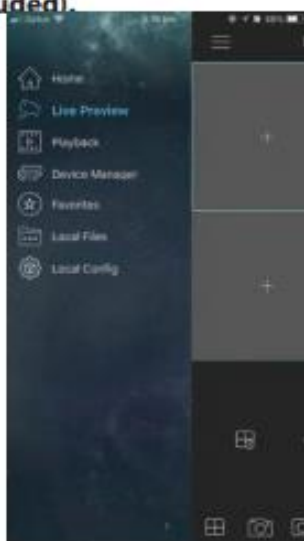 uded).
Home
Live Preview
Playback
Device Manager
Favorites
Local Files
Local Config